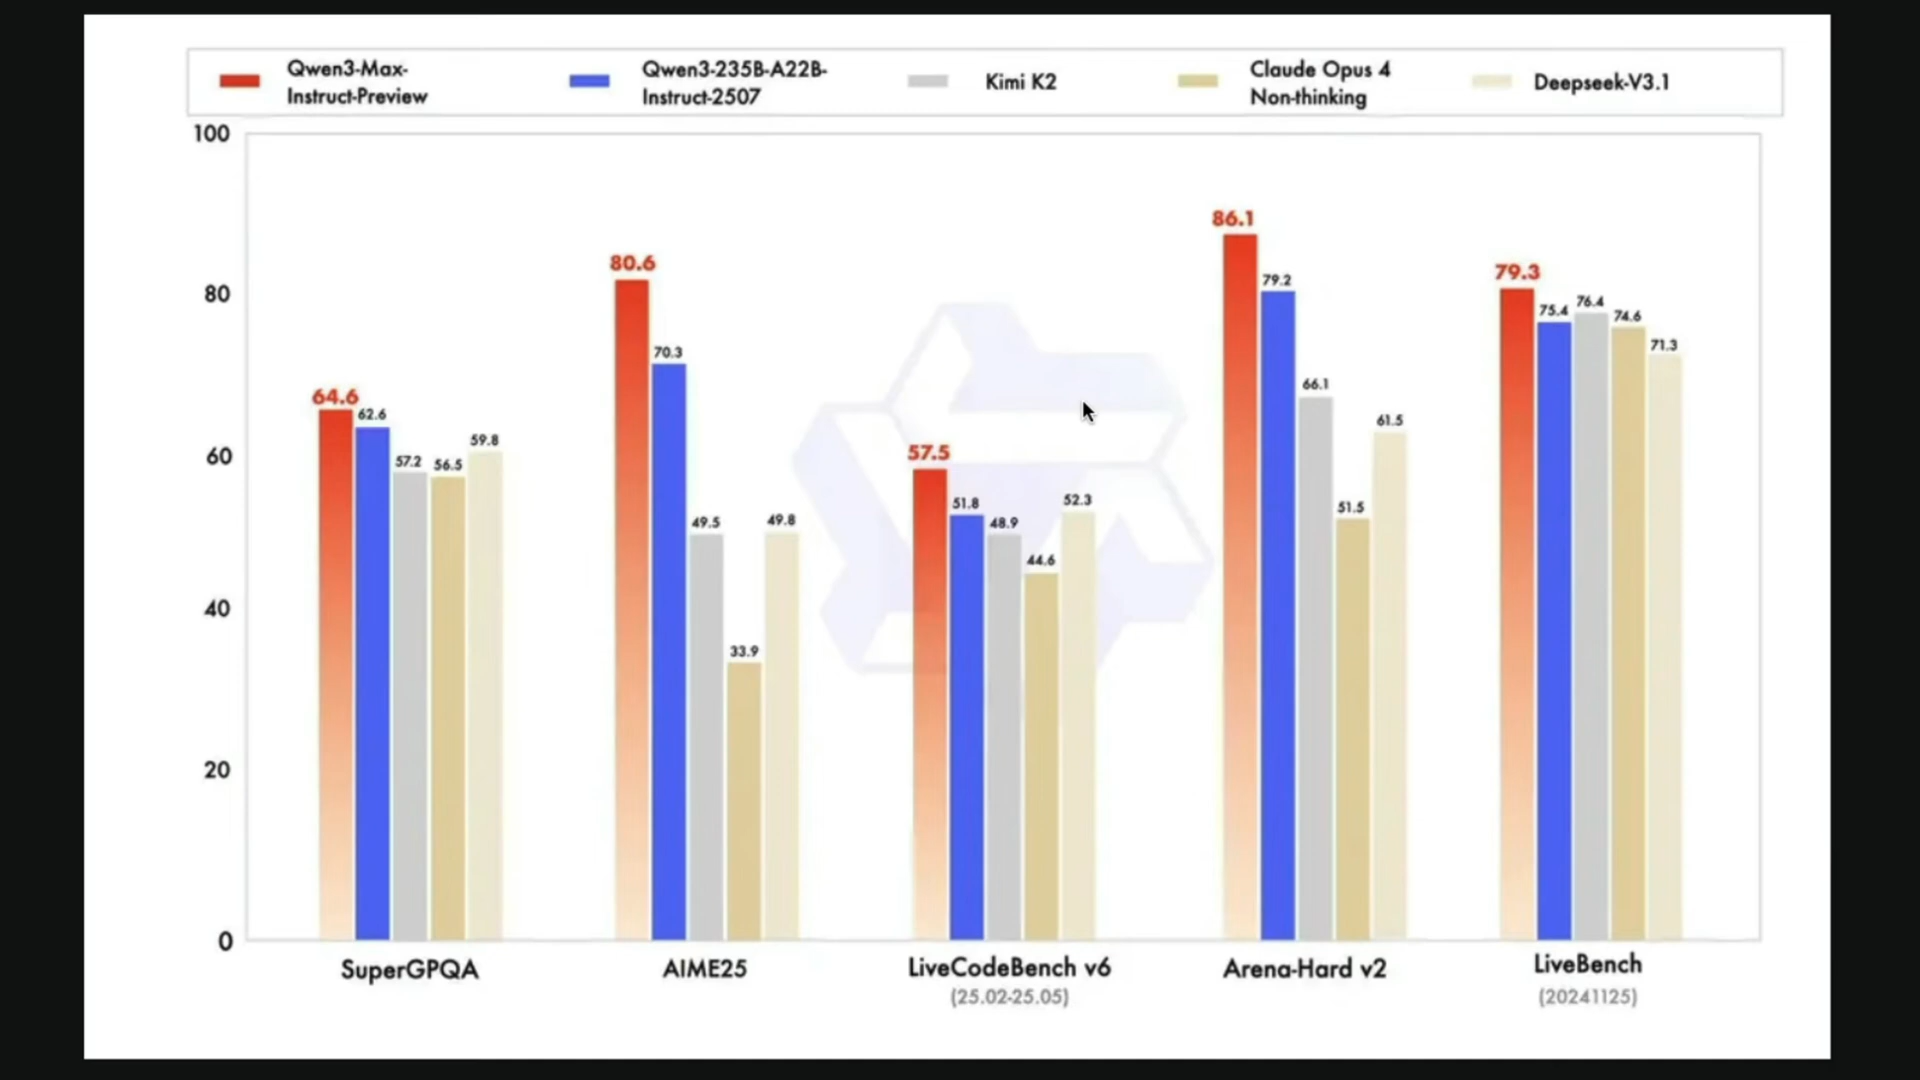 Qwen3-Max-
Instruct-Preview
Qwen3-235B-A22B-
Instruct-2507
Kimi K2
Claude Opus 4
Non-thinking
Deepseek-V3.1
100
80
60
40
20
0
64.6
62.6
57.2
56.5
59.8
80.6
70.3
49.5
33.9
49.8
57.5
51.8
48.9
44.6
52.3
86.1
79.2
66.1
51.5
61.5
79.3
75.4
76.4
74.6
71.3
SuperGPQA
AIME25
LiveCodeBench v6
(25.02-25.05)
Arena-Hard v2
LiveBench
(20241125)